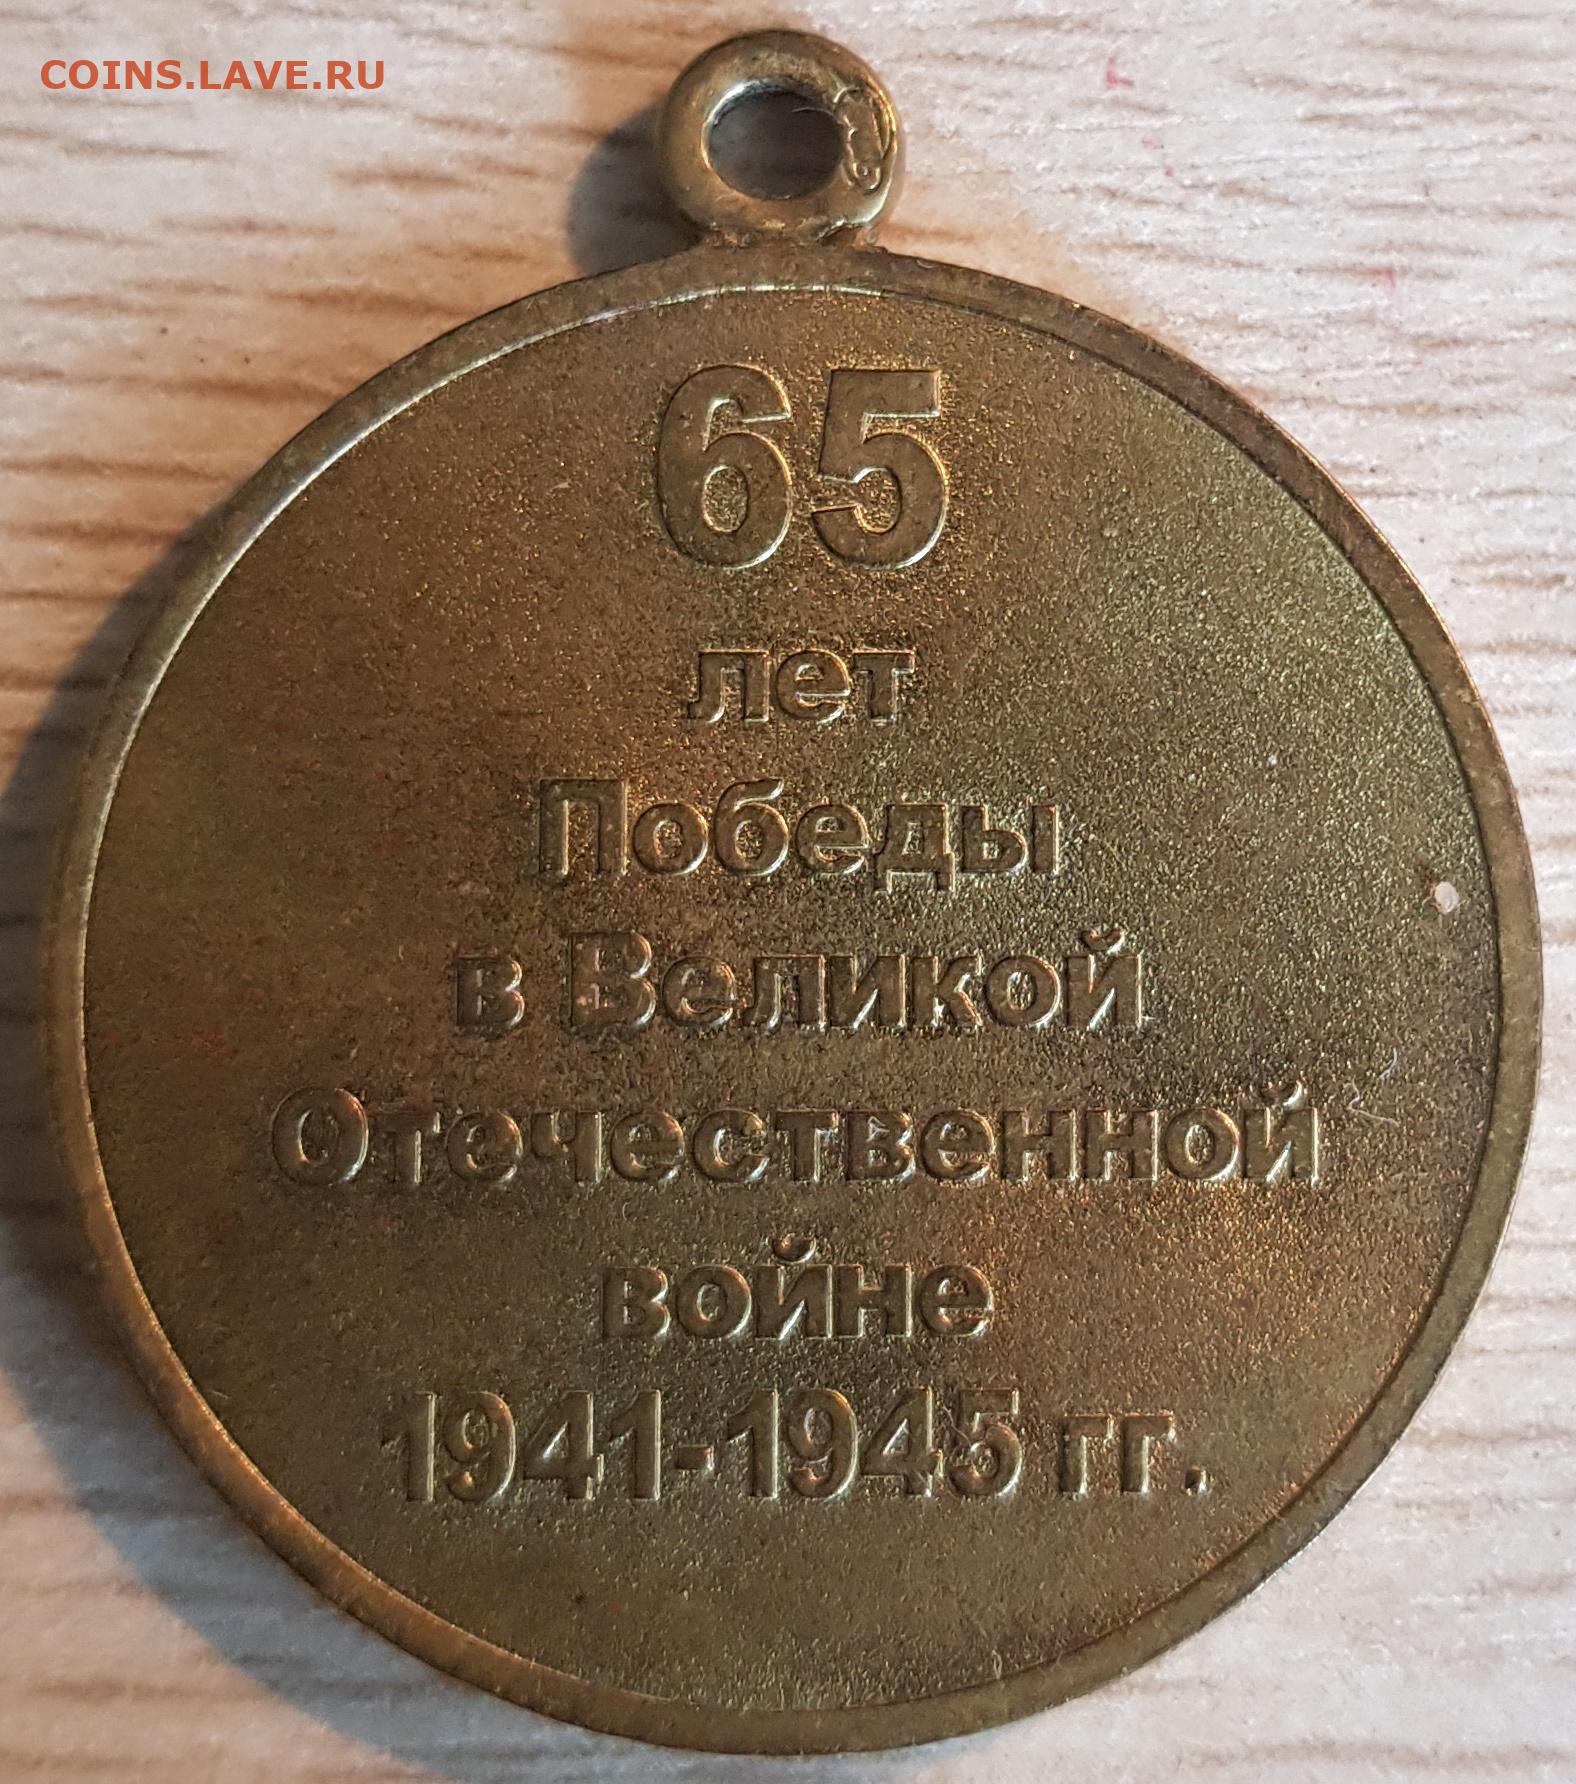 COINS.LAVE.RU
65
лет
Победы
в Великой
Отечественной
войне
1941-1945 гг.